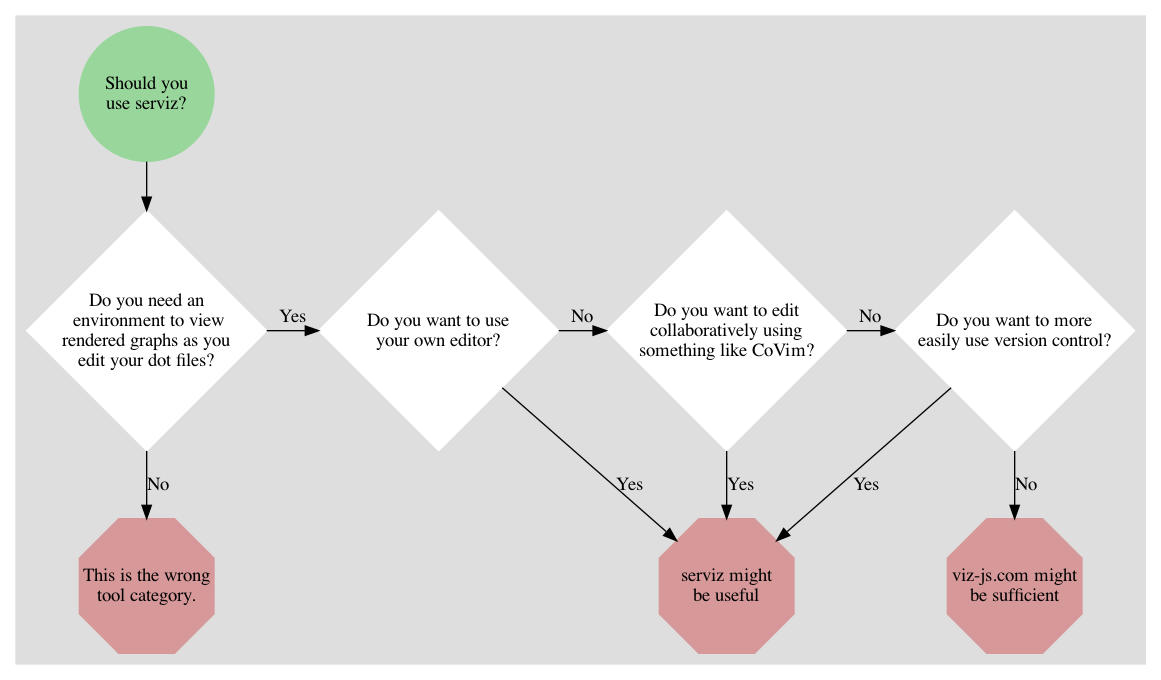 Should you
use serviz?
Do you need an
environment to view
rendered graphs as you
edit your dot files?
Yes
Do you want to use
your own editor?
No
Do you want to edit
collaboratively using
something like CoVim?
No
Do you want to more
easily use version control?
No
Yes
Yes
Yes
No
This is the wrong
tool category.
serviz might
be useful
viz-js.com might
be sufficient